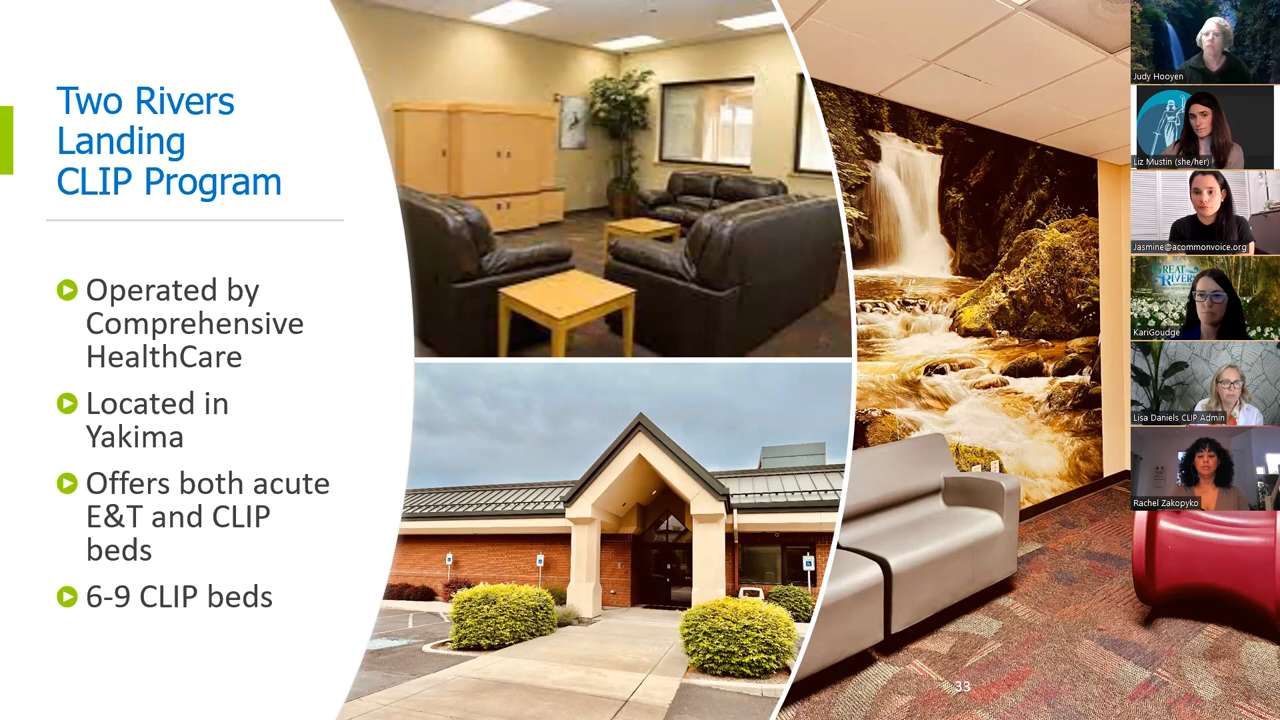 Two Rivers
Landing
CLIP Program
Operated by
Comprehensive
HealthCare
Located in
Yakima
Offers both acute
E&T and CLIP
beds
6-9 CLIP beds
33
Judy Hooyen
Liz Mustin (she/her)
Jasmine@acommonvoice.org
GREAT
RIVERS
KariGoudge
Lisa Daniels CLIP Admin
Rachel Zakopyko